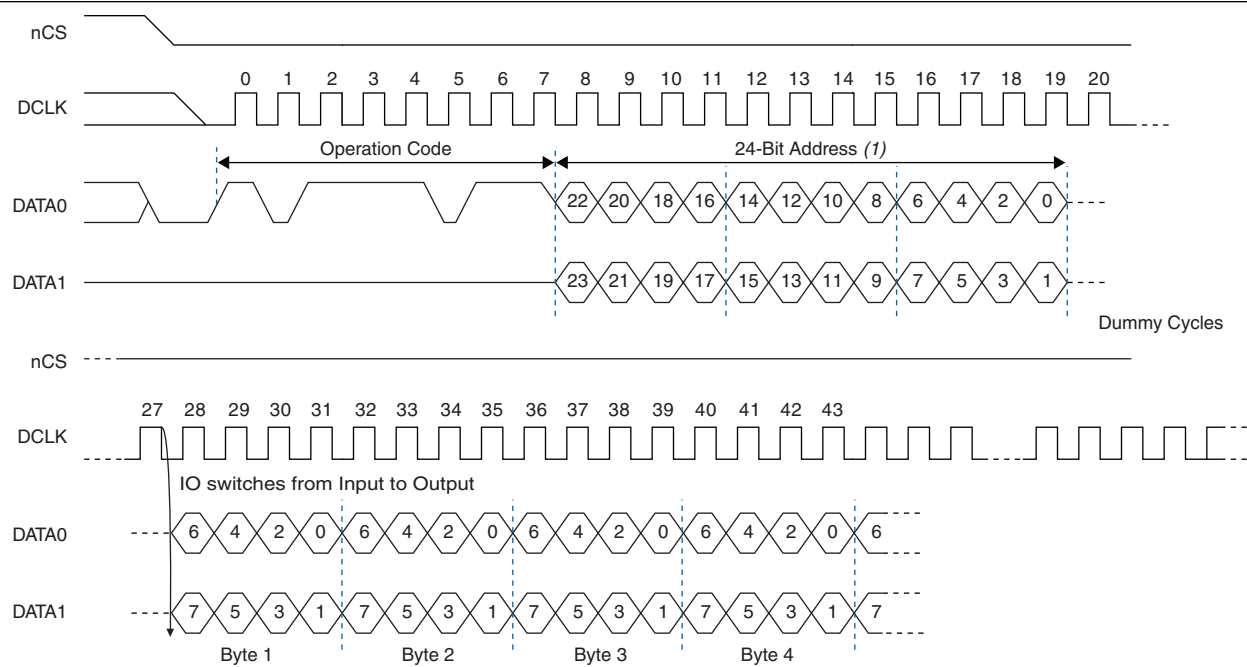 nCS
0 1 2 3 4 5 6 7 8 9 10 11 12 13 14 15 16 17 18 19 20
DCLK
Operation Code 24-Bit Address (1)
DATA0 22 20 18 16 14 12 10 8 6 4 2 0
DATA1 23 21 19 17 15 13 11 9 7 5 3 1
Dummy Cycles
nCS
27 28 29 30 31 32 33 34 35 36 37 38 39 40 41 42 43
DCLK
IO switches from Input to Output
DATA0 6 4 2 0 6 4 2 0 6 4 2 0 6 4 2 0 6
DATA1 7 5 3 1 7 5 3 1 7 5 3 1 7 5 3 1 7
Byte 1 Byte 2 Byte 3 Byte 4